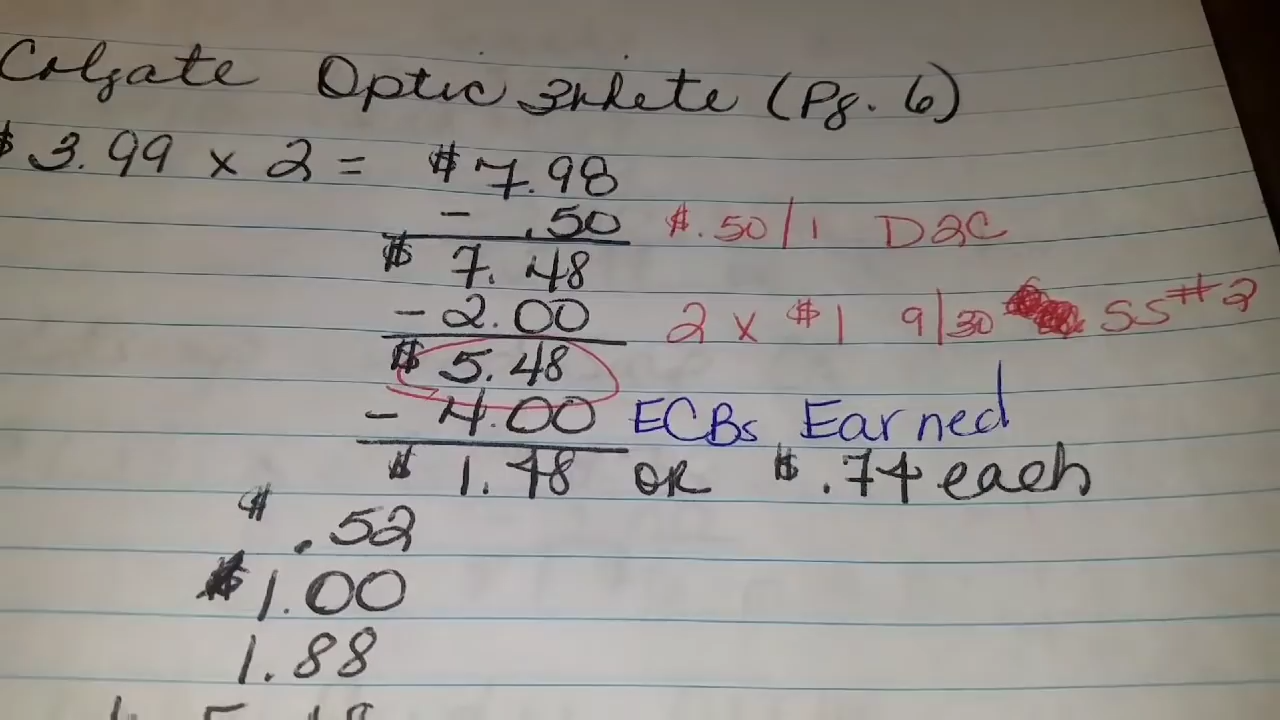 Colgate Optic White (Pg. 6)
$3.99 x 2 = $7.98
- .50 $.50/1 D2C
$ 7.48
- 2.00 2 x $1 9/30 SS#2
$ 5.48
- 4.00 ECBs Earned
$ 1.48 OR $.74 each
$ .52
$1.00
1.88